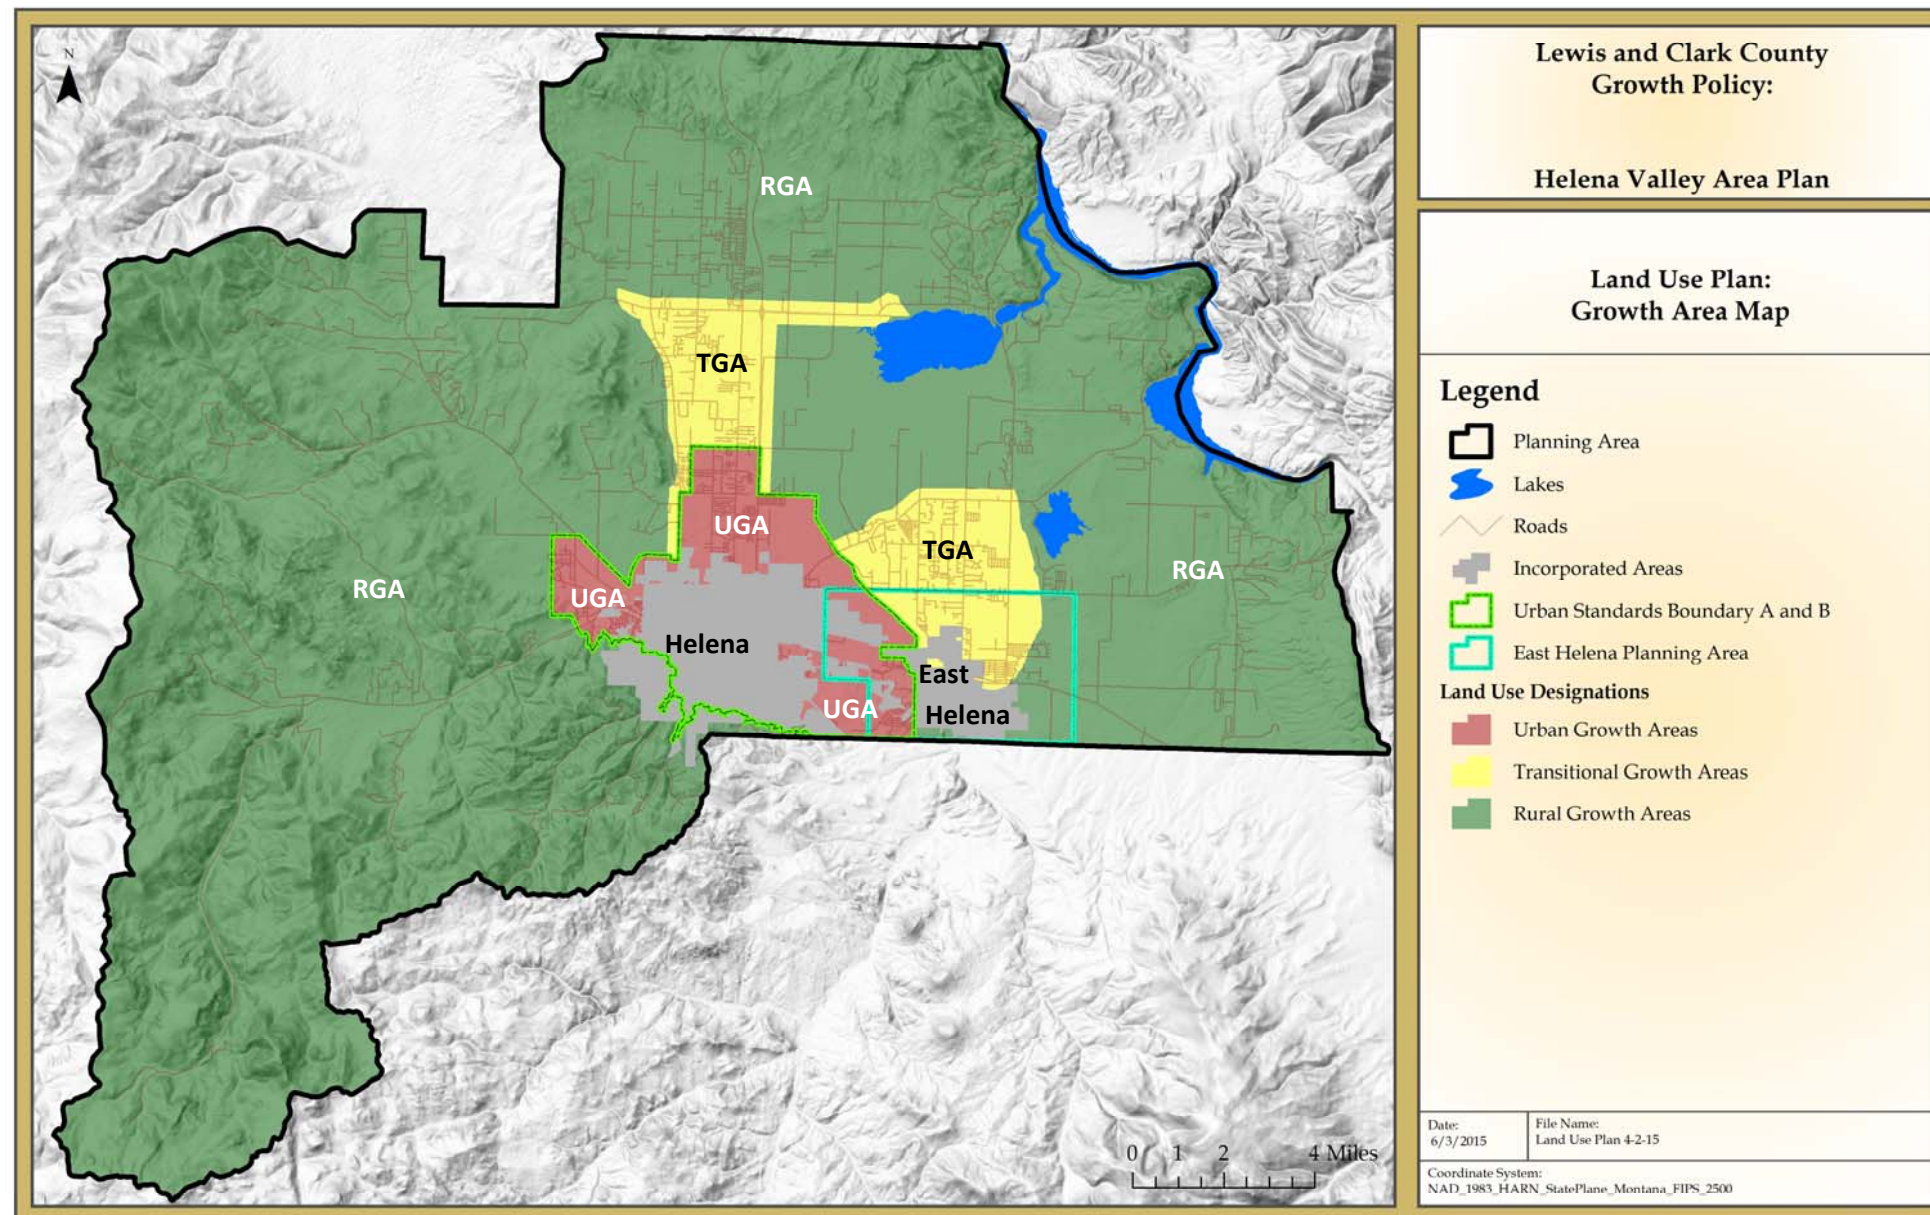 N
RGA
TGA
TGA
UGA
RGA
RGA
UGA
Helena
East
Helena
UGA
0 1 2 4 Miles
Lewis and Clark County
Growth Policy:
Helena Valley Area Plan
Land Use Plan:
Growth Area Map
Legend
Planning Area
Lakes
Roads
Incorporated Areas
Urban Standards Boundary A and B
East Helena Planning Area
Land Use Designations
Urban Growth Areas
Transitional Growth Areas
Rural Growth Areas
Date:
6/3/2015
File Name:
Land Use Plan 4-2-15
Coordinate System:
NAD_1983_HARN_StatePlane_Montana_FIPS_2500